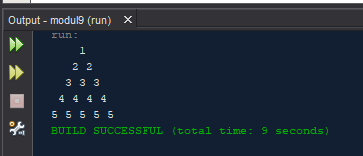 Output - modul9 (run)
run:
1
2 2
3 3 3
4 4 4 4
5 5 5 5 5
BUILD SUCCESSFUL (total time: 9 seconds)